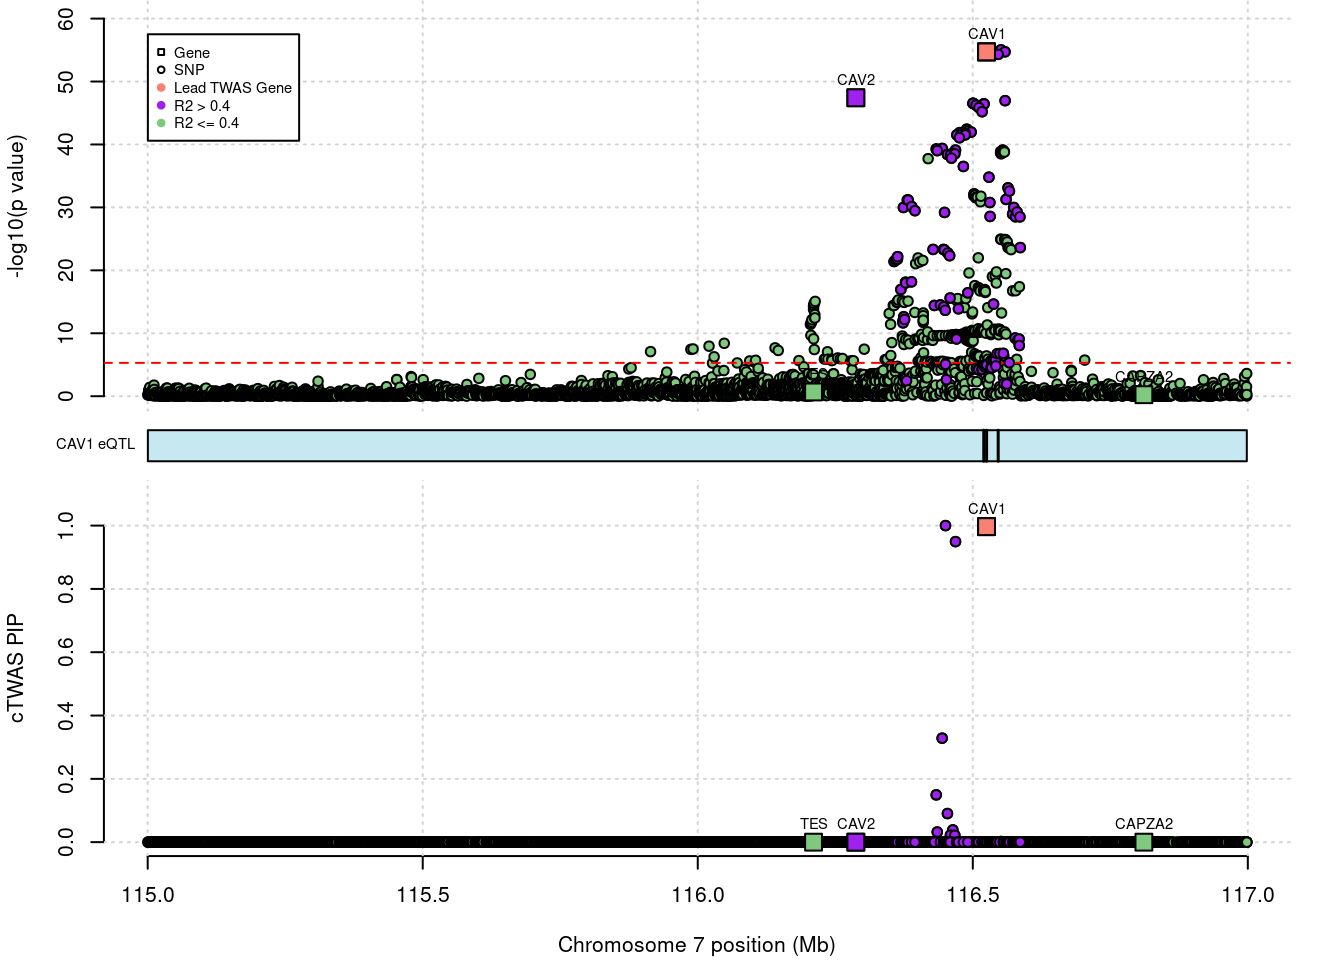 60
50
40
30
20
10
0
-log10(p value)
Gene
SNP
Lead TWAS Gene
R2 > 0.4
R2 <= 0.4
CAV1
CAV2
TES
CAPZA2
CAV1 eQTL
1.0
0.8
0.6
0.4
0.2
0.0
cTWAS PIP
CAV1
TES
CAV2
CAPZA2
115.0
115.5
116.0
116.5
117.0
Chromosome 7 position (Mb)